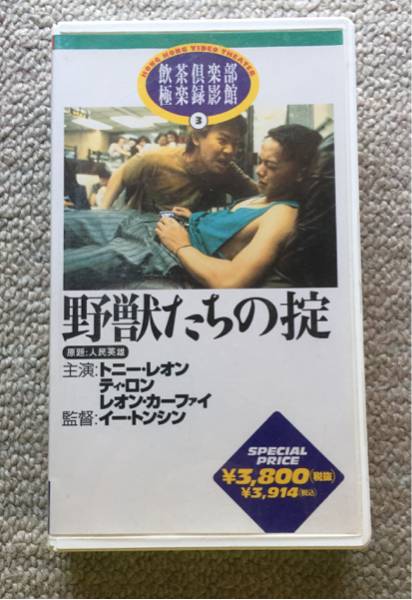 HONG KONG VIDEO THEATER
飲茶倶楽部
極楽録影館
3
野獣たちの掟
原題:人民英雄
主演:トニー・レオン
ティ・ロン
レオン・カーファイ
監督:イー・トンシン
SPECIAL
PRICE
¥3,800(税抜)
¥3,914(税込)